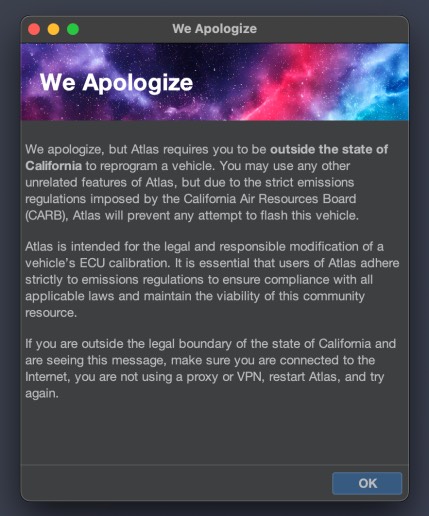 We Apologize
We Apologize
We apologize, but Atlas requires you to be outside the state of
California to reprogram a vehicle. You may use any other
unrelated features of Atlas, but due to the strict emissions
regulations imposed by the California Air Resources Board
(CARB), Atlas will prevent any attempt to flash this vehicle.
Atlas is intended for the legal and responsible modification of a
vehicle's ECU calibration. It is essential that users of Atlas adhere
strictly to emissions regulations to ensure compliance with all
applicable laws and maintain the viability of this community
resource.
If you are outside the legal boundary of the state of California and
are seeing this message, make sure you are connected to the
Internet, you are not using a proxy or VPN, restart Atlas, and try
again.
OK